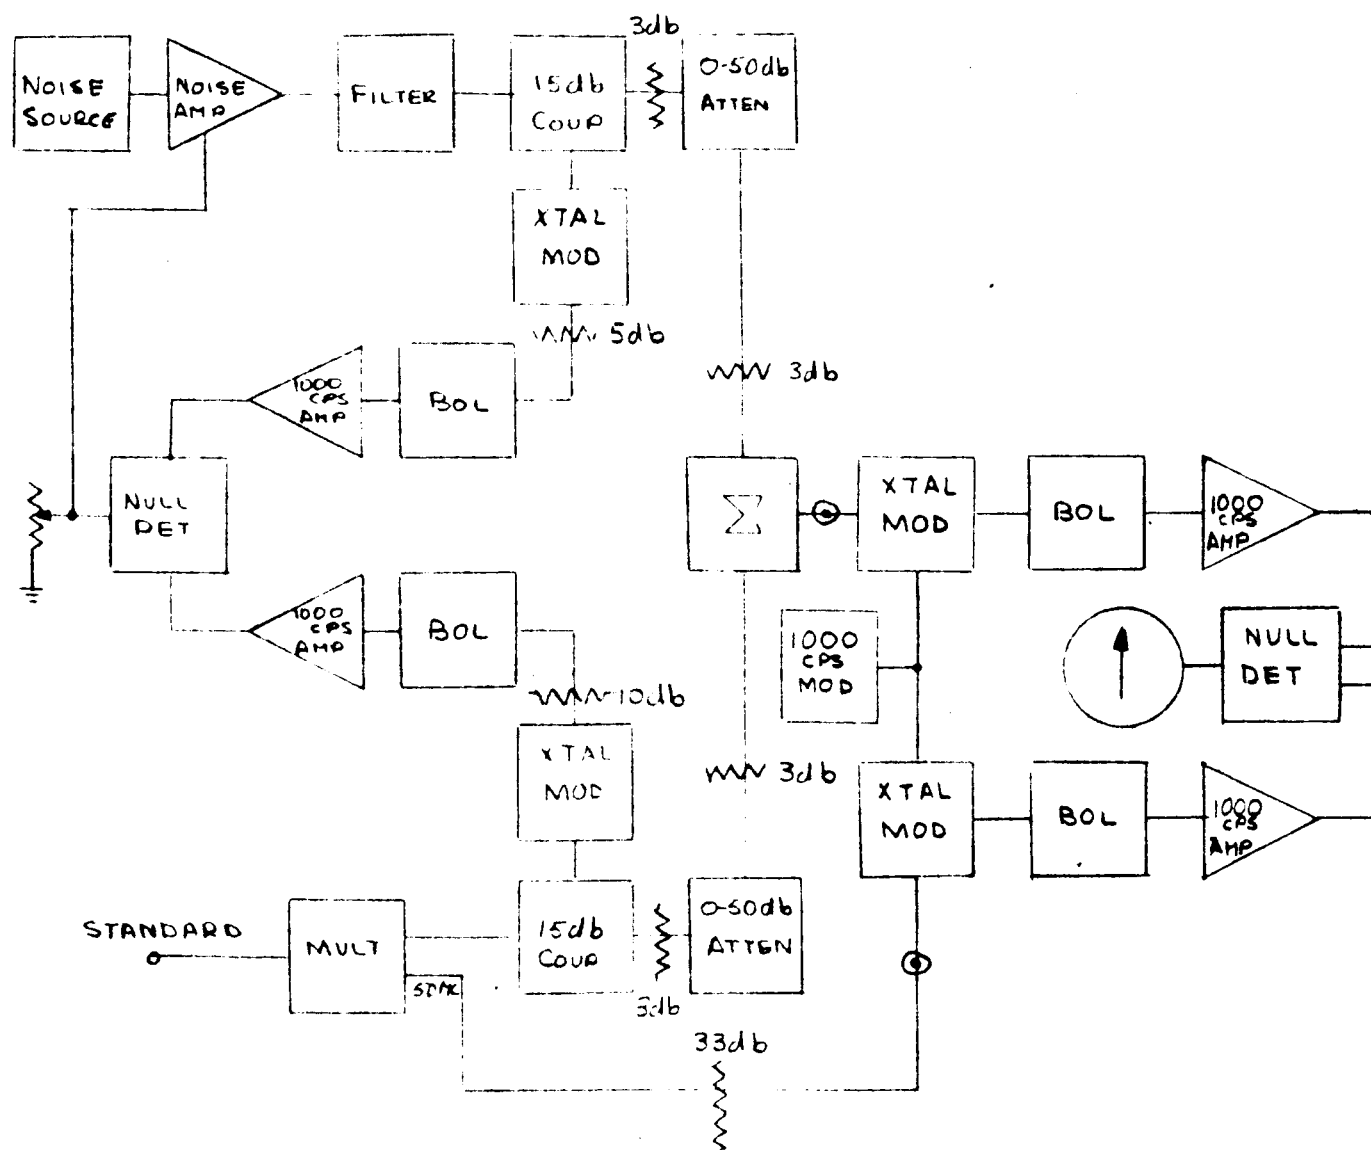 3db
NOISE
SOURCE
NOISE
AMP
FILTER
15db
COUP
0-50db
ATTEN
XTAL
MOD
5db
3db
1000
CPS
AMP
BOL
NULL
DET
Σ
XTAL
MOD
BOL
1000
CPS
AMP
1000
CPS
AMP
BOL
1000
CPS
MOD
NULL
DET
10db
XTAL
MOD
3db
XTAL
MOD
BOL
1000
CPS
AMP
STANDARD
MULT
15db
COUP
0-50db
ATTEN
3db
33db